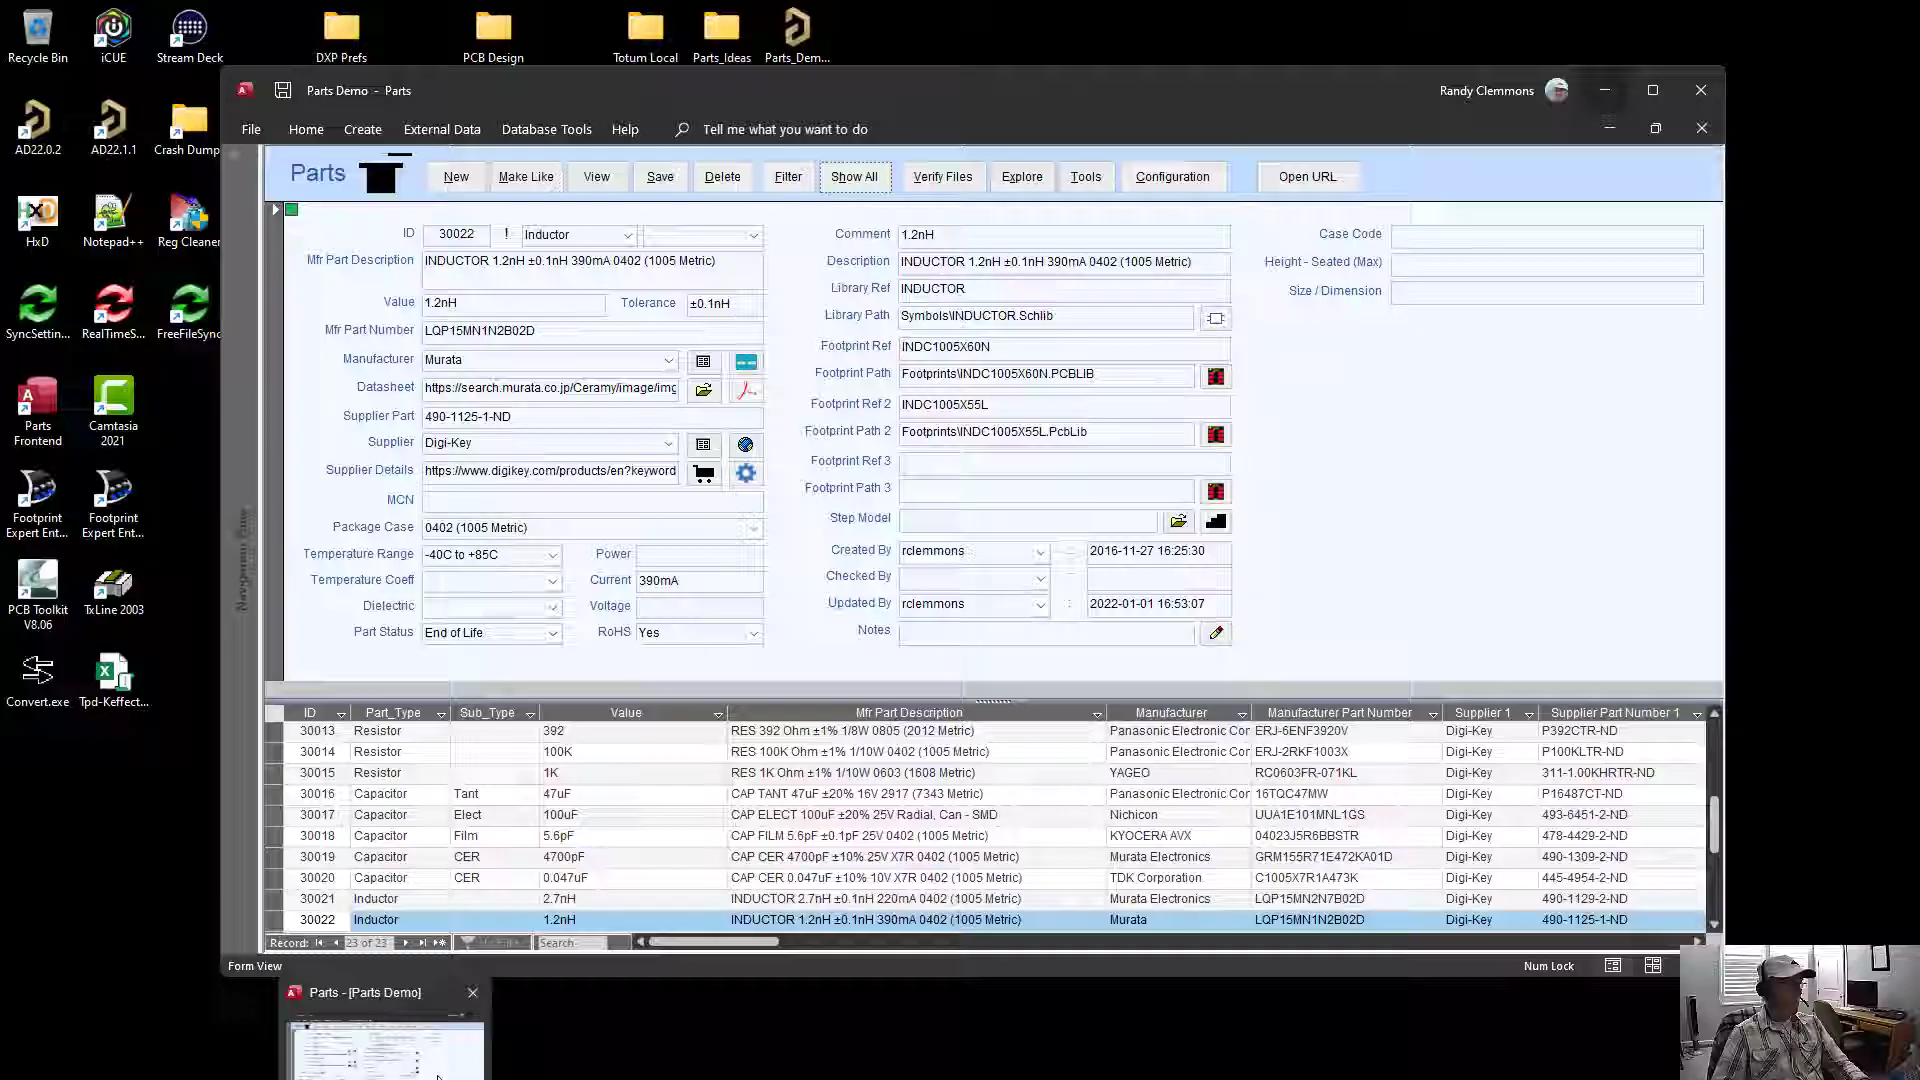 Recycle Bin
iCUE
Stream Deck
DXP Prefs
PCB Design
Totum Local
Parts_Ideas
Parts_Dem...
Parts Demo - Parts
Randy Clemmons
File Home Create External Data Database Tools Help Tell me what you want to do
AD22.0.2
AD22.1.1
Crash Dump
HxD
Notepad++
Reg Cleaner
SyncSettin...
RealTimeS...
FreeFileSync
Parts
Frontend
Camtasia
2021
Footprint
Expert Ent...
Footprint
Expert Ent...
PCB Toolkit
V8.06
TxLine 2003
Convert.exe
Tpd-Keffect...
Parts
New Make Like View Save Delete Filter Show All Verify Files Explore Tools Configuration Open URL
ID 30022 ! Inductor
Mfr Part Description INDUCTOR 1.2nH ±0.1nH 390mA 0402 (1005 Metric)
Value 1.2nH Tolerance ±0.1nH
Mfr Part Number LQP15MN1N2B02D
Manufacturer Murata
Datasheet https://search.murata.co.jp/Ceramy/image/img
Supplier Part 490-1125-1-ND
Supplier Digi-Key
Supplier Details https://www.digikey.com/products/en?keyword
MCN
Package Case 0402 (1005 Metric)
Temperature Range -40C to +85C Power
Temperature Coeff Current 390mA
Dielectric Voltage
Part Status End of Life RoHS Yes
Comment 1.2nH
Description INDUCTOR 1.2nH ±0.1nH 390mA 0402 (1005 Metric)
Library Ref INDUCTOR
Library Path Symbols\INDUCTOR.Schlib
Footprint Ref INDC1005X60N
Footprint Path Footprints\INDC1005X60N.PCBLIB
Footprint Ref 2 INDC1005X55L
Footprint Path 2 Footprints\INDC1005X55L.PcbLib
Footprint Ref 3
Footprint Path 3
Step Model
Created By rclemmons 2016-11-27 16:25:30
Checked By
Updated By rclemmons : 2022-01-01 16:53:07
Notes
Case Code
Height - Seated (Max)
Size / Dimension
ID Part_Type Sub_Type Value Mfr Part Description Manufacturer Manufacturer Part Number Supplier 1 Supplier Part Number 1
30013 Resistor 392 RES 392 Ohm ±1% 1/8W 0805 (2012 Metric) Panasonic Electronic Cor ERJ-6ENF3920V Digi-Key P392CTR-ND
30014 Resistor 100K RES 100K Ohm ±1% 1/10W 0402 (1005 Metric) Panasonic Electronic Cor ERJ-2RKF1003X Digi-Key P100KLTR-ND
30015 Resistor 1K RES 1K Ohm ±1% 1/10W 0603 (1608 Metric) YAGEO RC0603FR-071KL Digi-Key 311-1.00KHRTR-ND
30016 Capacitor Tant 47uF CAP TANT 47uF ±20% 16V 2917 (7343 Metric) Panasonic Electronic Cor 16TQC47MW Digi-Key P16487CT-ND
30017 Capacitor Elect 100uF CAP ELECT 100uF ±20% 25V Radial, Can - SMD Nichicon UUA1E101MNL1GS Digi-Key 493-6451-2-ND
30018 Capacitor Film 5.6pF CAP FILM 5.6pF ±0.1pF 25V 0402 (1005 Metric) KYOCERA AVX 04023J5R6BBSTR Digi-Key 478-4429-2-ND
30019 Capacitor CER 4700pF CAP CER 4700pF ±10% 25V X7R 0402 (1005 Metric) Murata Electronics GRM155R71E472KA01D Digi-Key 490-1309-2-ND
30020 Capacitor CER 0.047uF CAP CER 0.047uF ±10% 10V X7R 0402 (1005 Metric) TDK Corporation C1005X7R1A473K Digi-Key 445-4954-2-ND
30021 Inductor 2.7nH INDUCTOR 2.7nH ±0.1nH 220mA 0402 (1005 Metric) Murata Electronics LQP15MN2N7B02D Digi-Key 490-1129-2-ND
30022 Inductor 1.2nH INDUCTOR 1.2nH ±0.1nH 390mA 0402 (1005 Metric) Murata LQP15MN1N2B02D Digi-Key 490-1125-1-ND
Record: 23 of 23 Search
Form View
Num Lock
Parts - [Parts Demo]